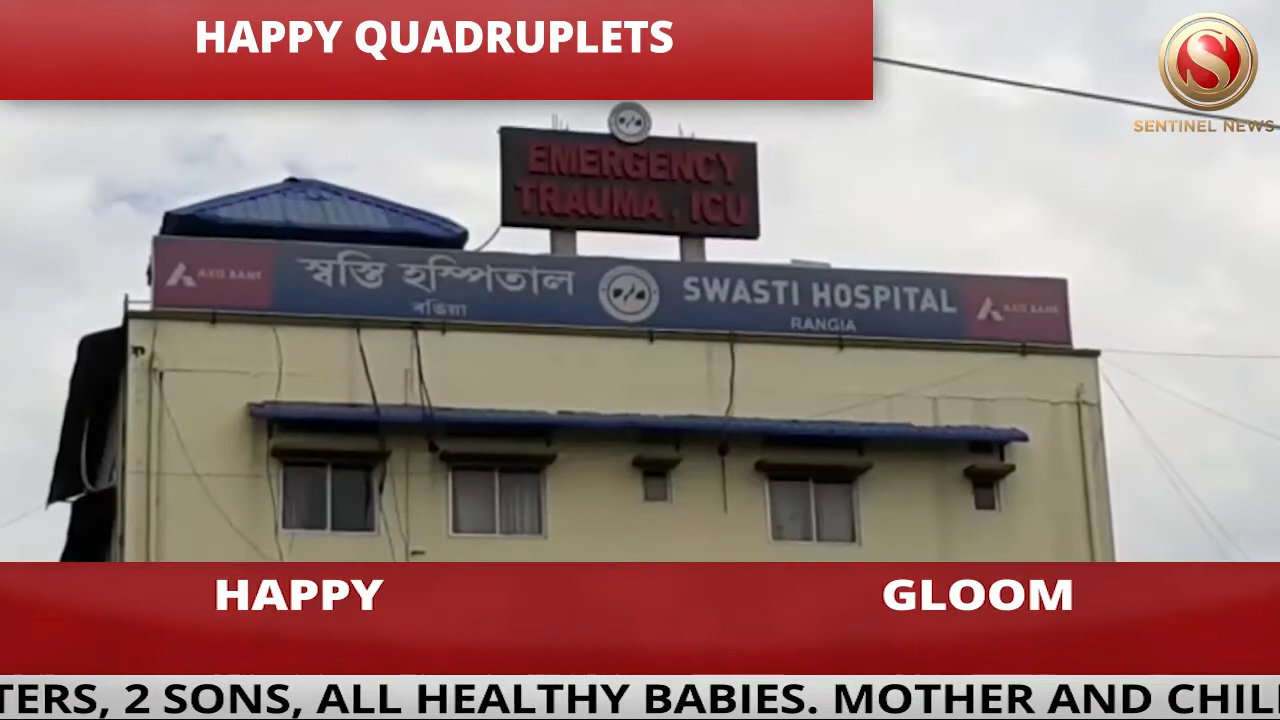 HAPPY QUADRUPLETS
S
SENTINEL NEWS
EMERGENCY
TRAUMA, ICU
AXIS BANK
স্বস্তি হস্পিতাল
ৰঙিয়া
SWASTI HOSPITAL
RANGIA
AXIS BANK
HAPPY
GLOOM
TERS, 2 SONS, ALL HEALTHY BABIES. MOTHER AND CHIL